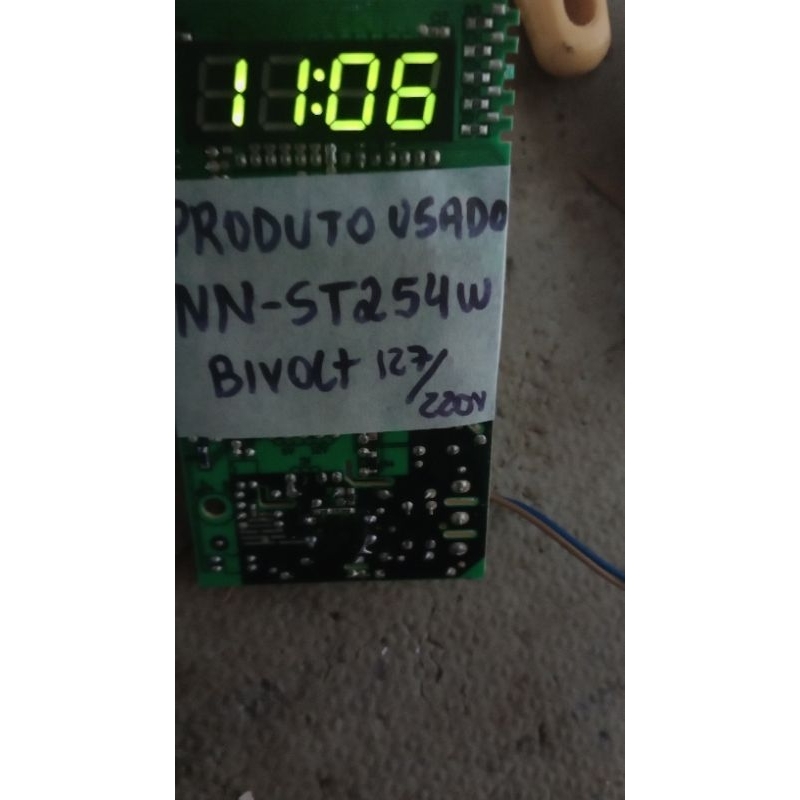 11:06
PRODUTO USADO
NN-ST254W
BIVOLT 127/
220V